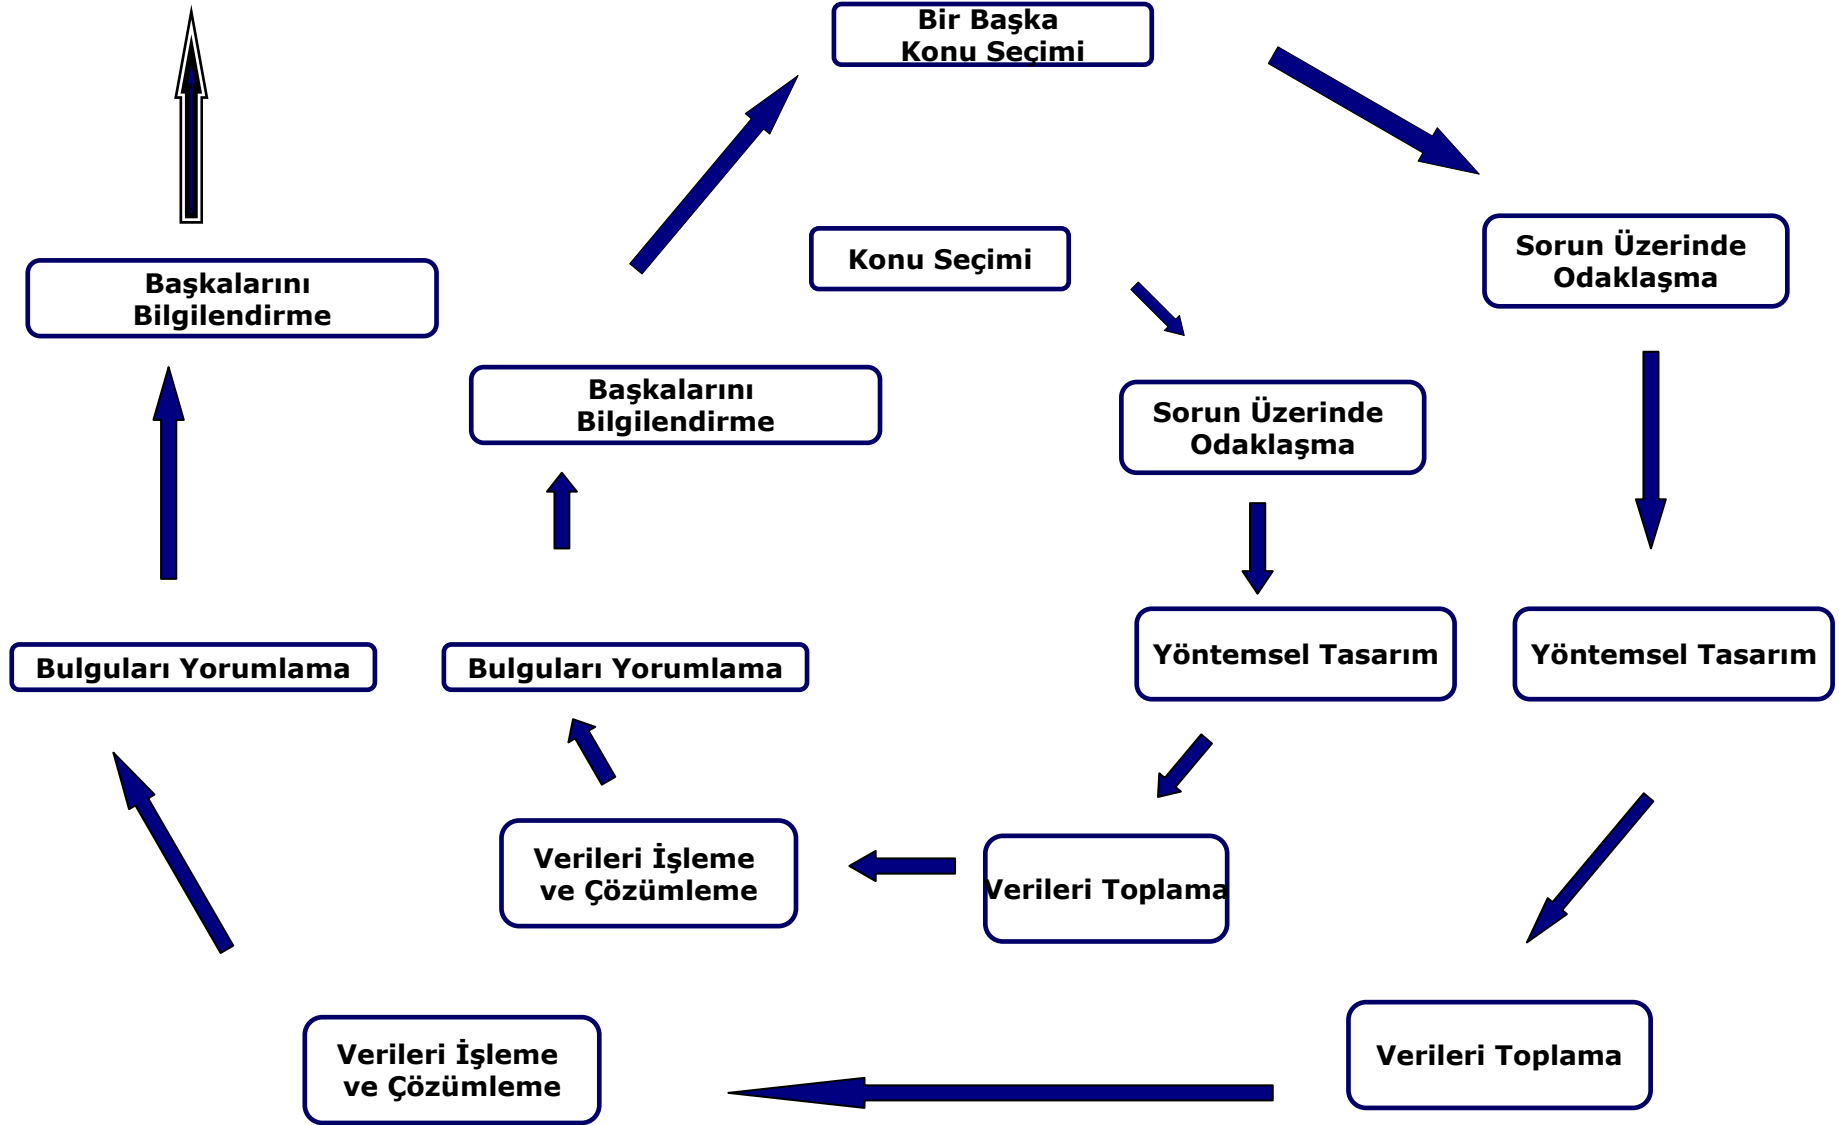 Bir Başka
Konu Seçimi
Konu Seçimi
Sorun Üzerinde
Odaklaşma
Başkalarını
Bilgilendirme
Başkalarını
Bilgilendirme
Sorun Üzerinde
Odaklaşma
Bulguları Yorumlama
Bulguları Yorumlama
Yöntemsel Tasarım
Yöntemsel Tasarım
Verileri İşleme
ve Çözümleme
Verileri Toplama
Verileri İşleme
ve Çözümleme
Verileri Toplama